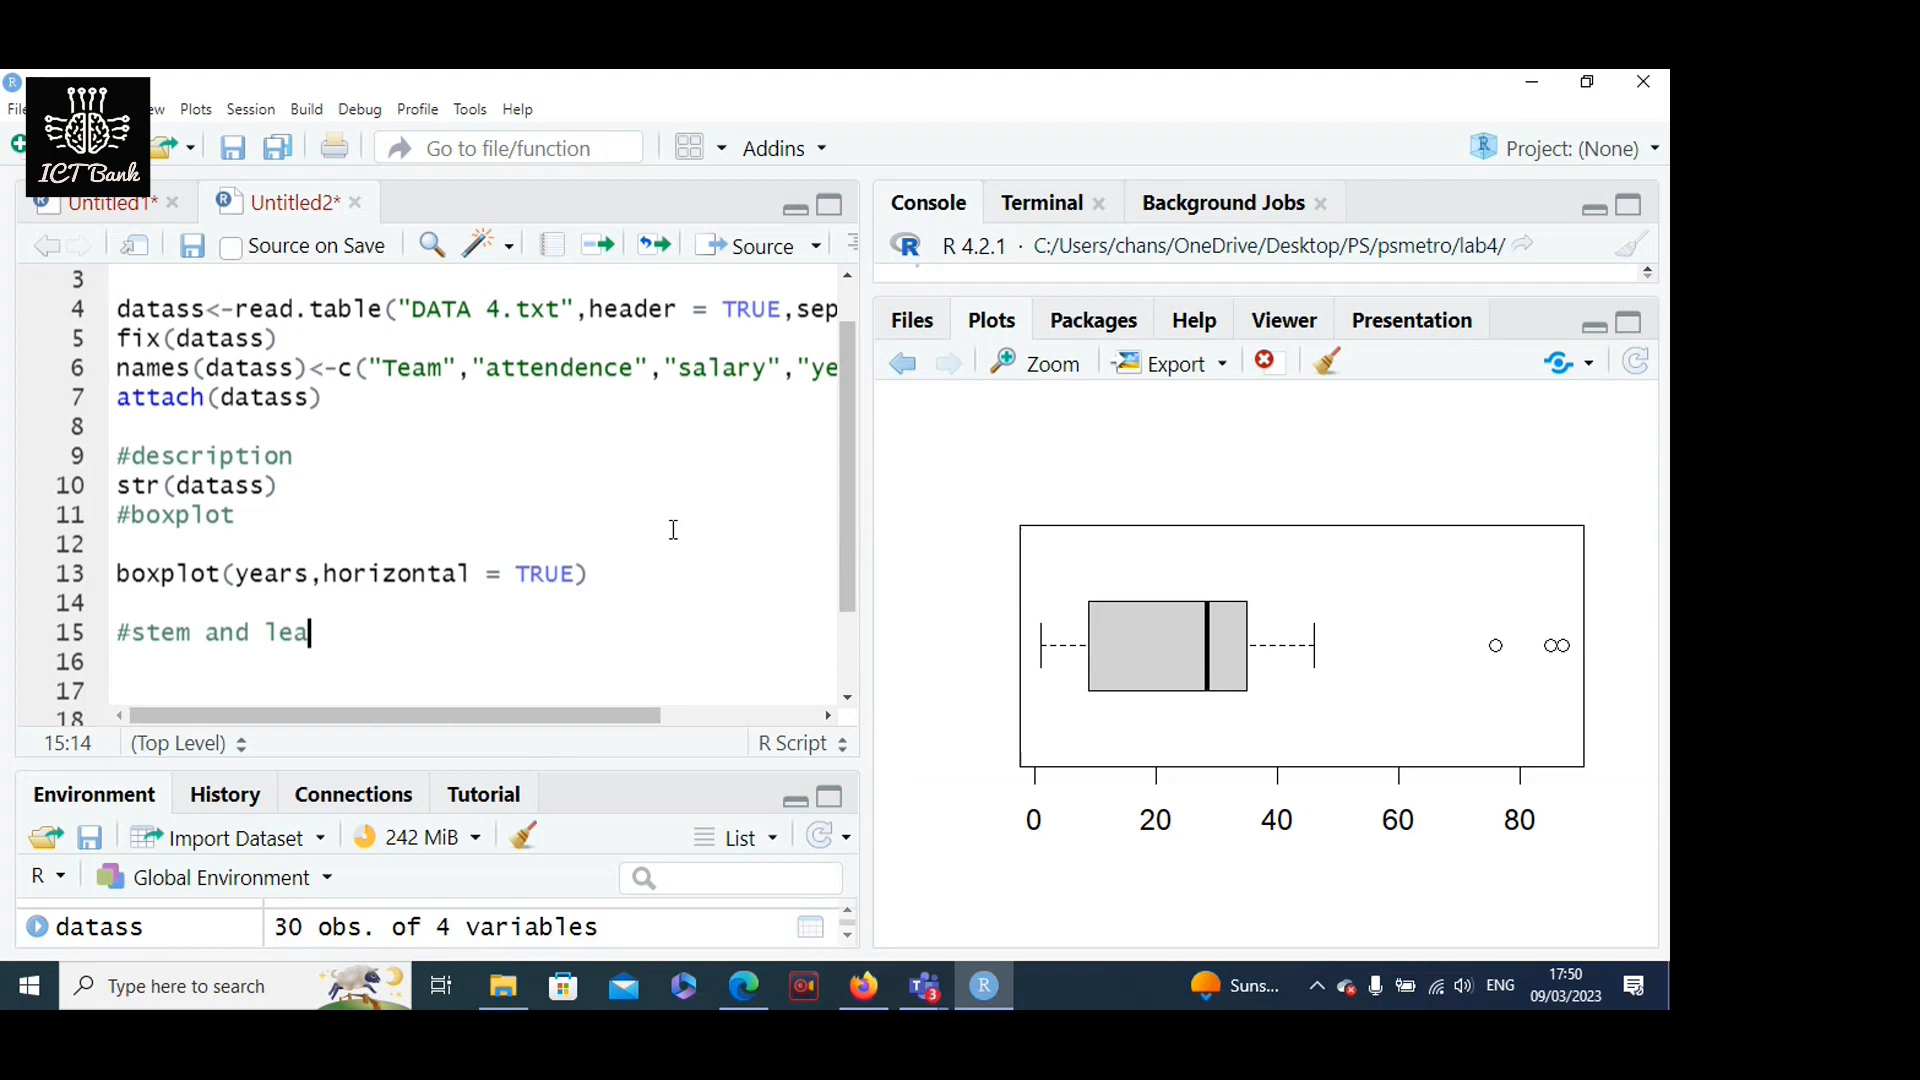 ICT Bank
Plots Session Build Debug Profile Tools Help
Go to file/function Addins Project: (None)
Untitled1* Untitled2*
Source on Save Source
3
4 datass<-read.table("DATA 4.txt",header = TRUE,sep
5 fix(datass)
6 names(datass)<-c("Team","attendence","salary","ye
7 attach(datass)
8
9 #description
10 str(datass)
11 #boxplot
12
13 boxplot(years,horizontal = TRUE)
14
15 #stem and lea
16
17
18
15:14 (Top Level) R Script
Environment History Connections Tutorial
Import Dataset 242 MiB List
R Global Environment
datass 30 obs. of 4 variables
Console Terminal Background Jobs
R 4.2.1 · C:/Users/chans/OneDrive/Desktop/PS/psmetro/lab4/
Files Plots Packages Help Viewer Presentation
Zoom Export
0 20 40 60 80
Type here to search
3
Suns... ENG
17:50
09/03/2023